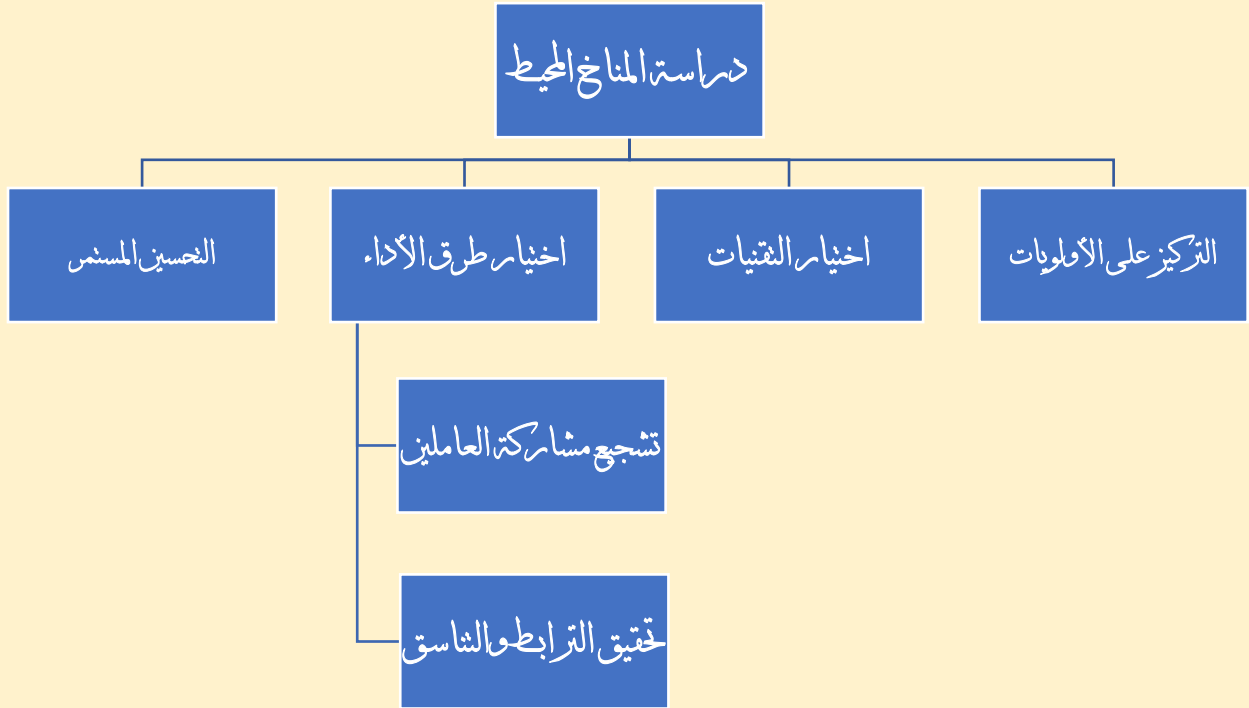 دراسة المناخ المحيط
التركيز على الأولويات
اختيار التقنيات
اختيار طرق الأداء
التحسين المستمر
تشجيع مشاركة العاملين
تحقيق الترابط والتناسق